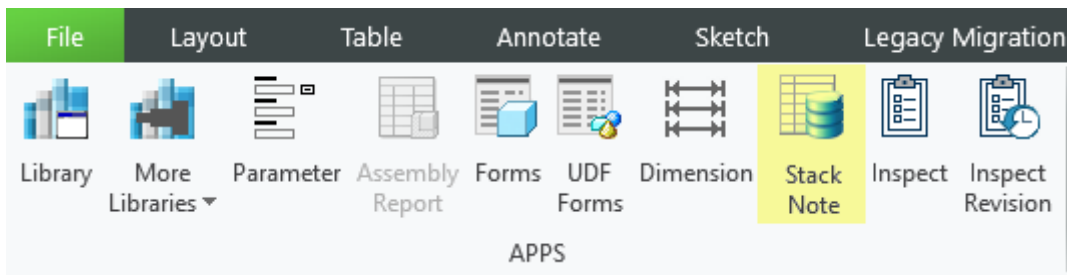 File Layout Table Annotate Sketch Legacy Migration
Library More Parameter Assembly Forms UDF Dimension Stack Inspect Inspect
Libraries Report Forms Note Revision
APPS